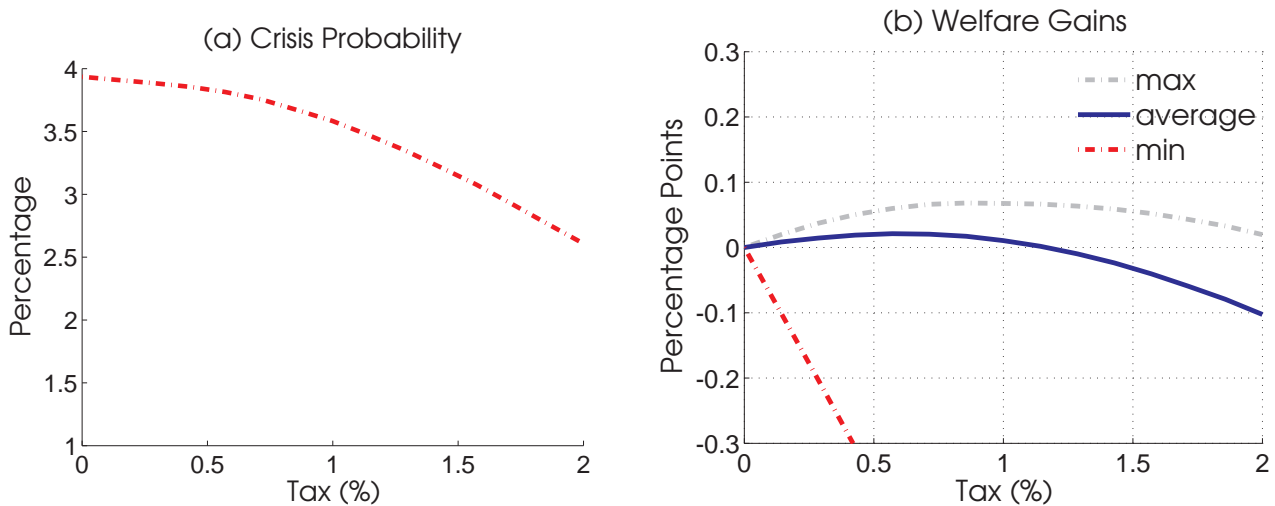 (a) Crisis Probability
Percentage
4
3.5
3
2.5
2
1.5
1
0 0.5 1 1.5 2
Tax (%)
(b) Welfare Gains
Percentage Points
0.3
0.2
0.1
0
-0.1
-0.2
-0.3
max
average
min
0 0.5 1 1.5 2
Tax (%)